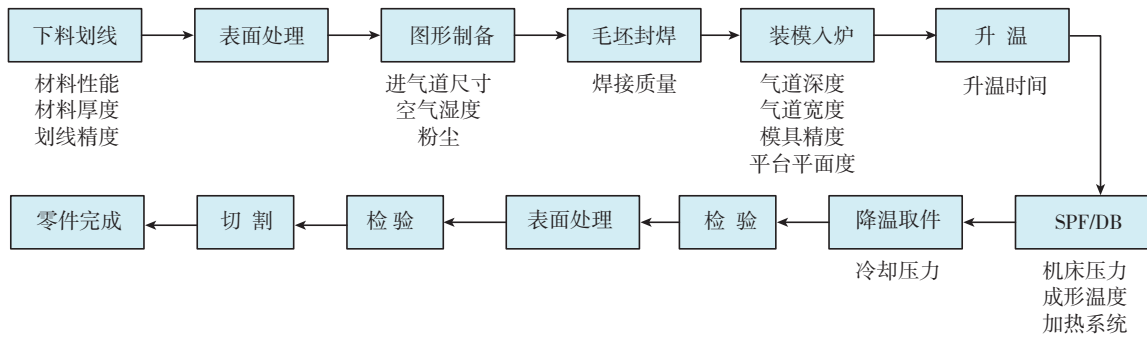 下料划线
表面处理
图形制备
毛坯封焊
装模入炉
升 温
材料性能
材料厚度
划线精度
进气道尺寸
空气湿度
粉尘
焊接质量
气道深度
气道宽度
模具精度
平台平面度
升温时间
零件完成
切 割
检 验
表面处理
检 验
降温取件
SPF/DB
冷却压力
机床压力
成形温度
加热系统